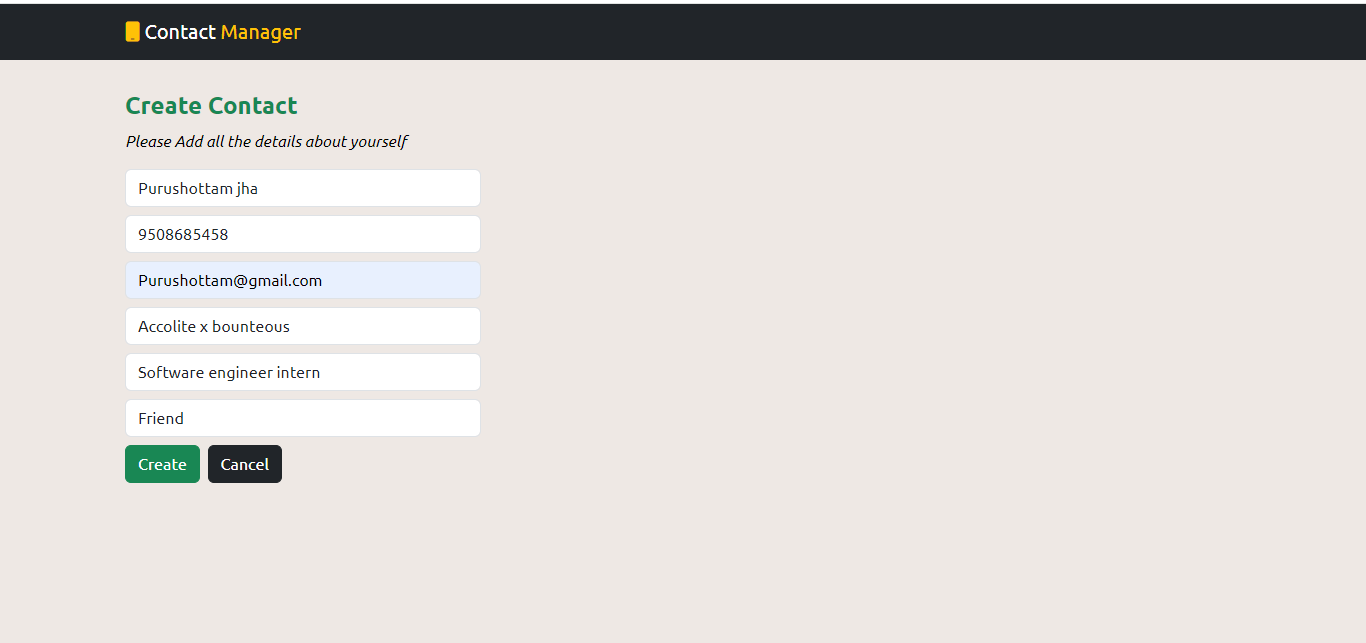 Contact Manager
Create Contact
Please Add all the details about yourself
Purushottam jha
9508685458
Purushottam@gmail.com
Accolite x bounteous
Software engineer intern
Friend
Create Cancel